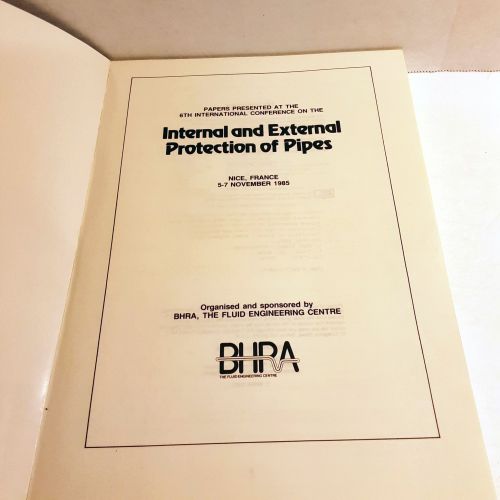 PAPERS PRESENTED AT THE
6TH INTERNATIONAL CONFERENCE ON THE
Internal and External
Protection of Pipes
NICE, FRANCE
5-7 NOVEMBER 1985
Organised and sponsored by
BHRA, THE FLUID ENGINEERING CENTRE
BHRA
THE FLUID ENGINEERING CENTRE